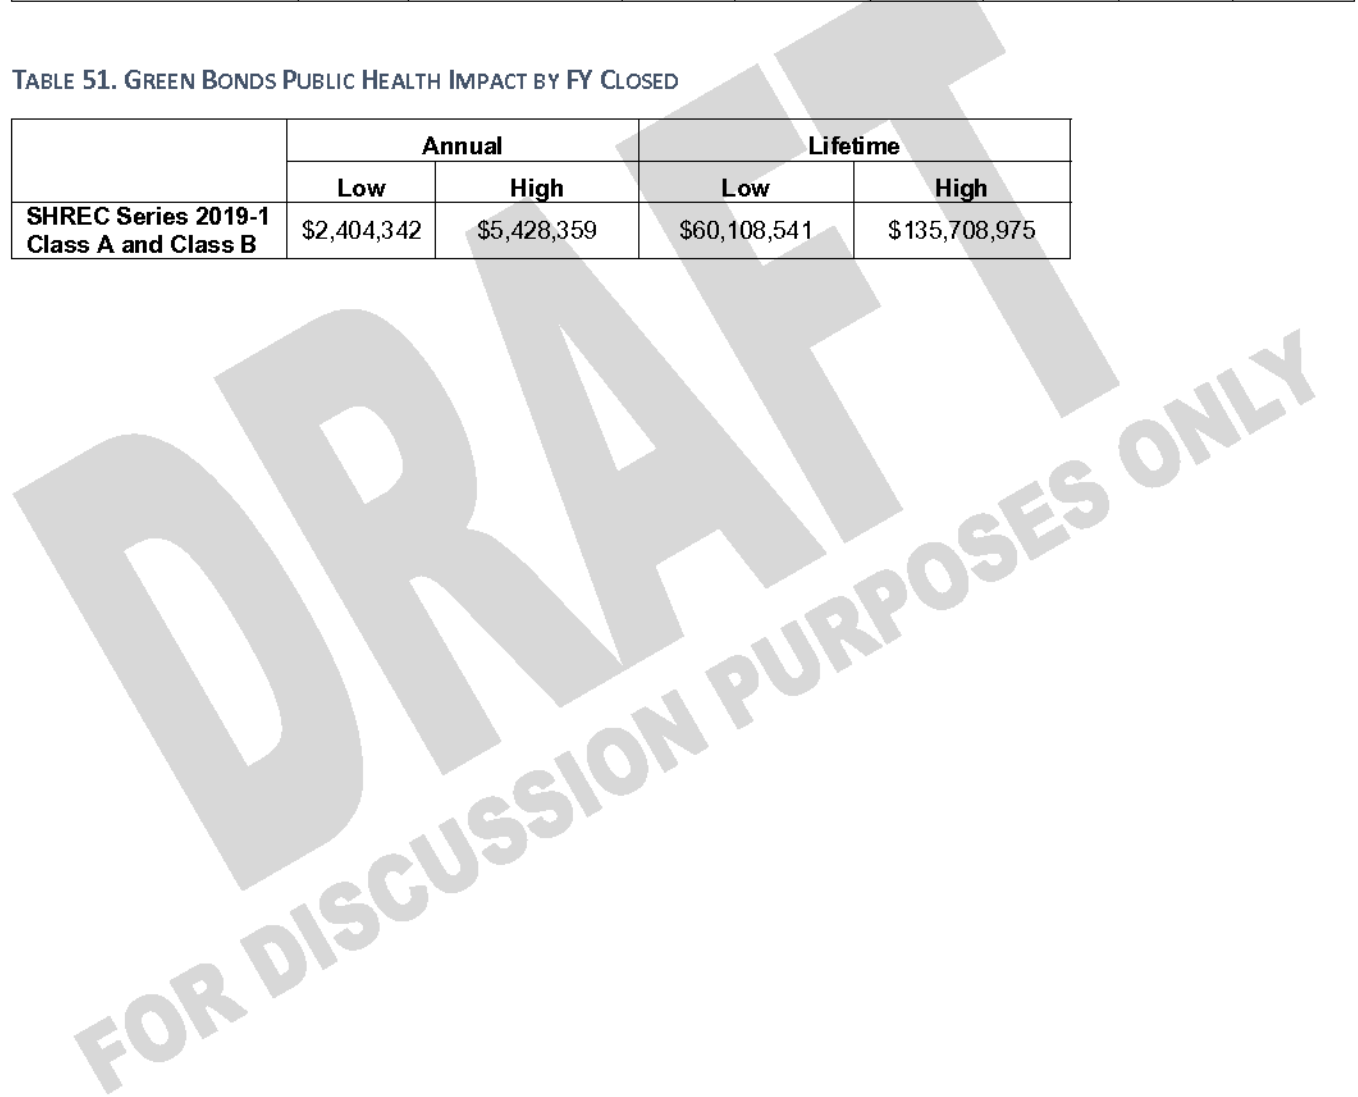 TABLE 51. GREEN BONDS PUBLIC HEALTH IMPACT BY FY CLOSED
Annual Lifetime
Low High Low High
SHREC Series 2019-1
Class A and Class B
$2,404,342 $5,428,359 $60,108,541 $135,708,975
DRAFT
FOR DISCUSSION PURPOSES ONLY